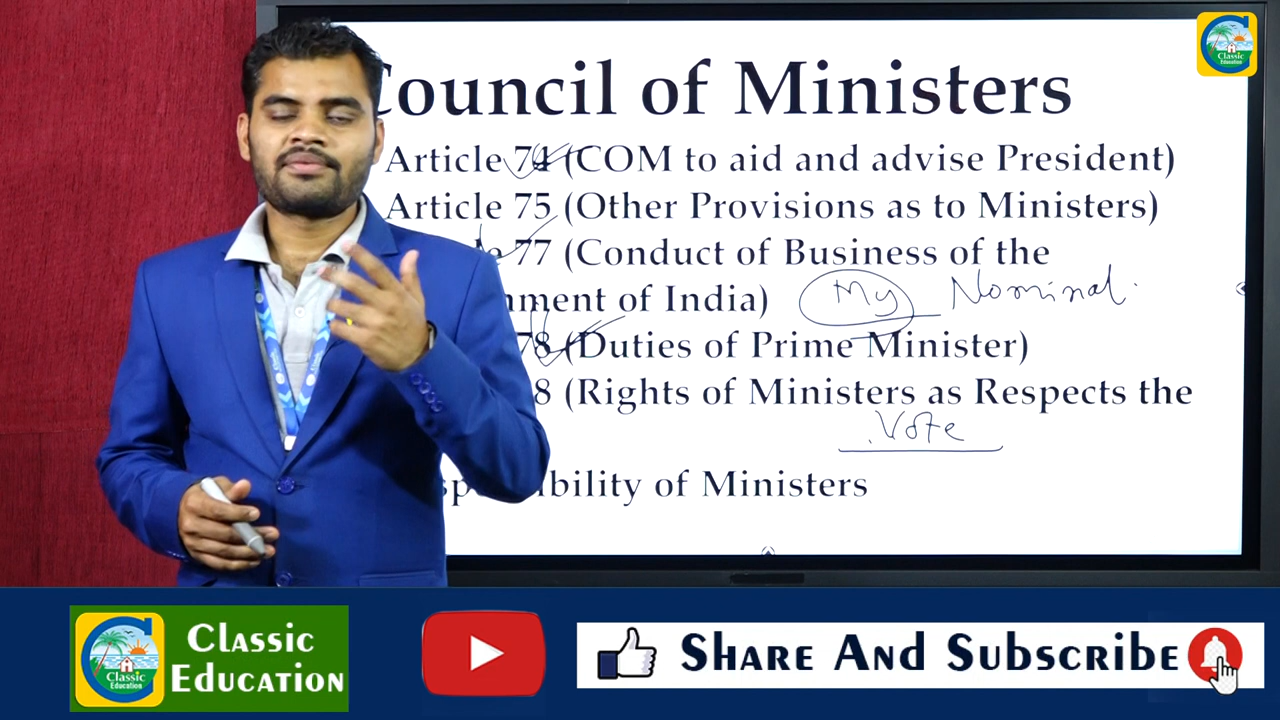 Classic
Education
Council of Ministers
Article 74 (COM to aid and advise President)
Article 75 (Other Provisions as to Ministers)
77 (Conduct of Business of the
of India) My Nominal.
78 (Duties of Prime Minister)
8 (Rights of Ministers as Respects the
Vote
of Ministers
Classic
Education
Classic
Education
Share And Subscribe